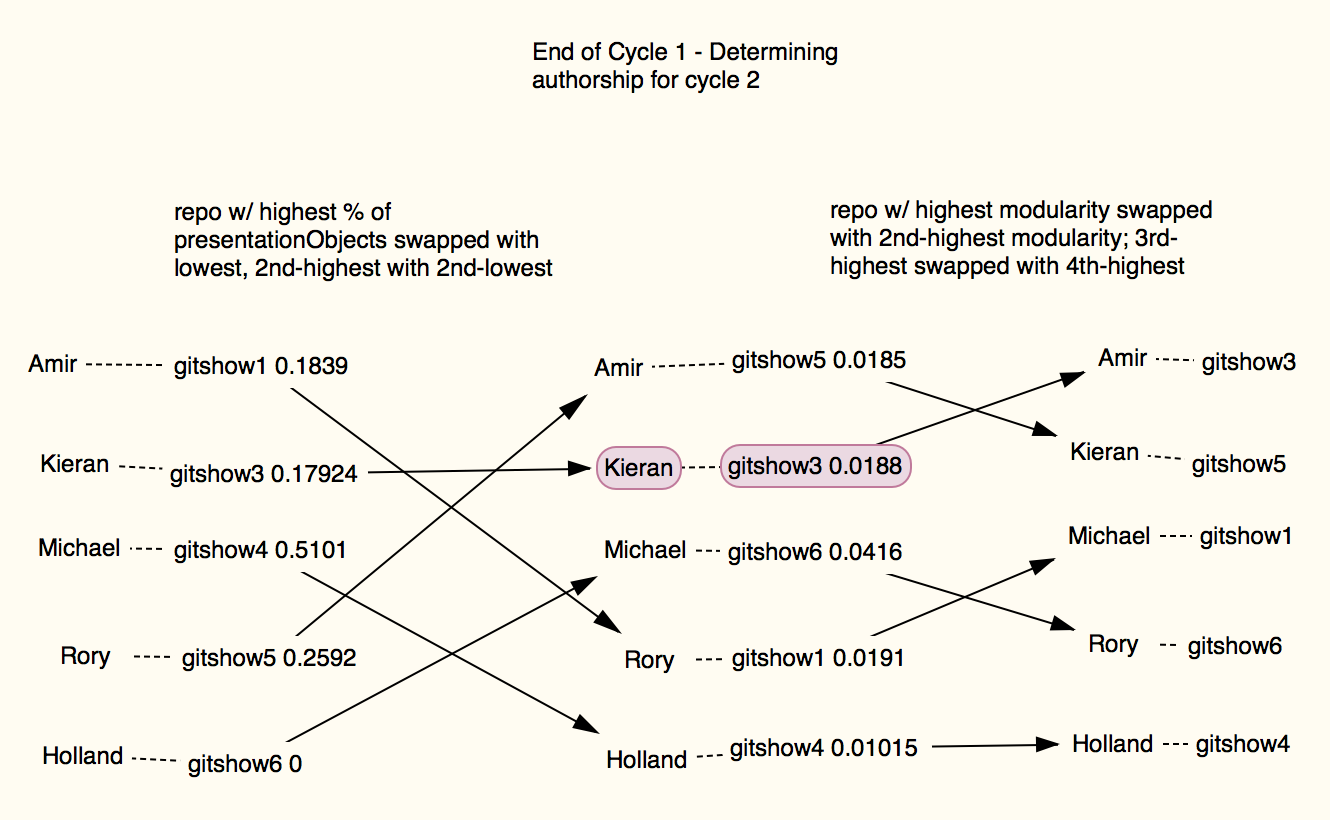 End of Cycle 1 - Determining
authorship for cycle 2
repo w/ highest % of
presentationObjects swapped with
lowest, 2nd-highest with 2nd-lowest
repo w/ highest modularity swapped
with 2nd-highest modularity; 3rd-
highest swapped with 4th-highest
Amir gitshow1 0.1839 Amir gitshow5 0.0185 Amir gitshow3
Kieran gitshow3 0.17924 Kieran gitshow3 0.0188 Kieran gitshow5
Michael gitshow4 0.5101 Michael gitshow6 0.0416 Michael gitshow1
Rory gitshow5 0.2592 Rory gitshow1 0.0191 Rory gitshow6
Holland gitshow6 0 Holland gitshow4 0.01015 Holland gitshow4